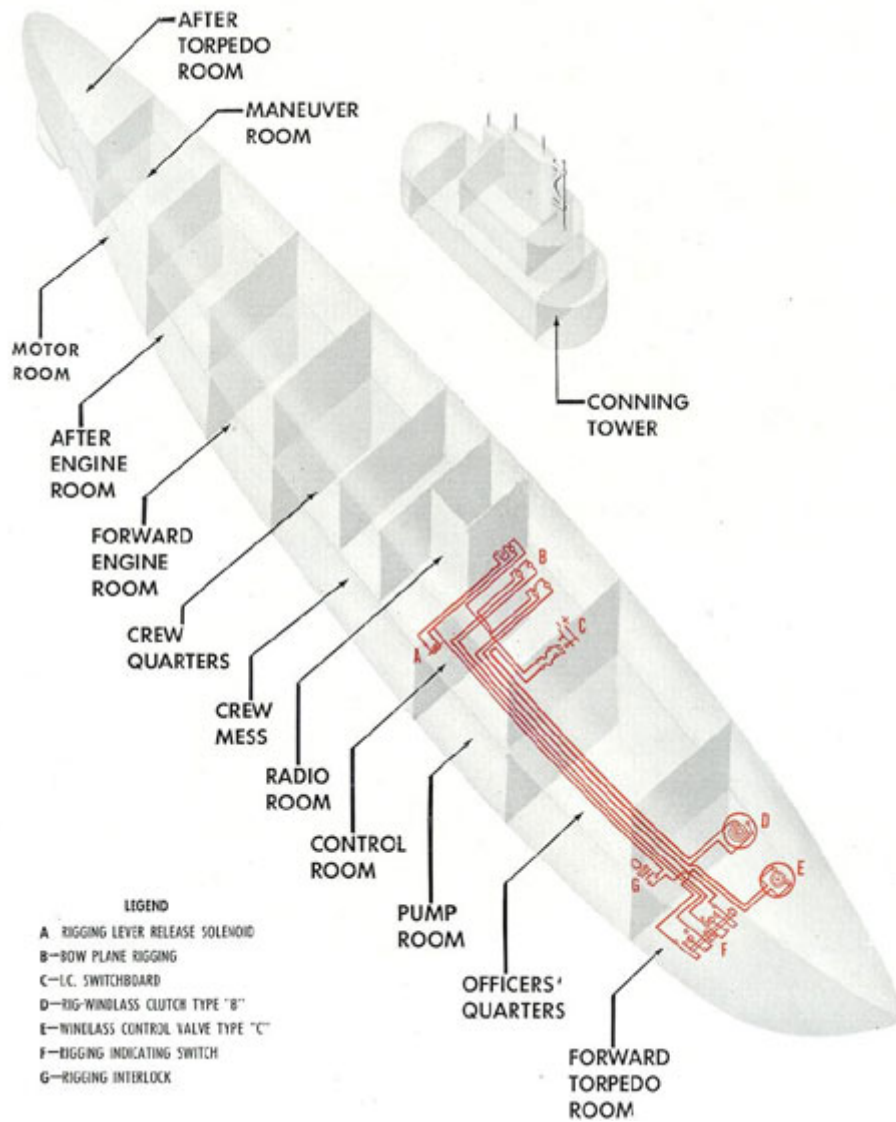 AFTER
TORPEDO
ROOM
MANEUVER
ROOM
MOTOR
ROOM
CONNING
TOWER
AFTER
ENGINE
ROOM
FORWARD
ENGINE
ROOM
CREW
QUARTERS
CREW
MESS
RADIO
ROOM
CONTROL
ROOM
PUMP
ROOM
OFFICERS'
QUARTERS
FORWARD
TORPEDO
ROOM
A
B
C
D
E
F
G
LEGEND
A RIGGING LEVER RELEASE SOLENOID
B—BOW PLANE RIGGING
C—I.C. SWITCHBOARD
D—RIG-WINDLASS CLUTCH TYPE "B"
E—WINDLASS CONTROL VALVE TYPE "C"
F—RIGGING INDICATING SWITCH
G—RIGGING INTERLOCK